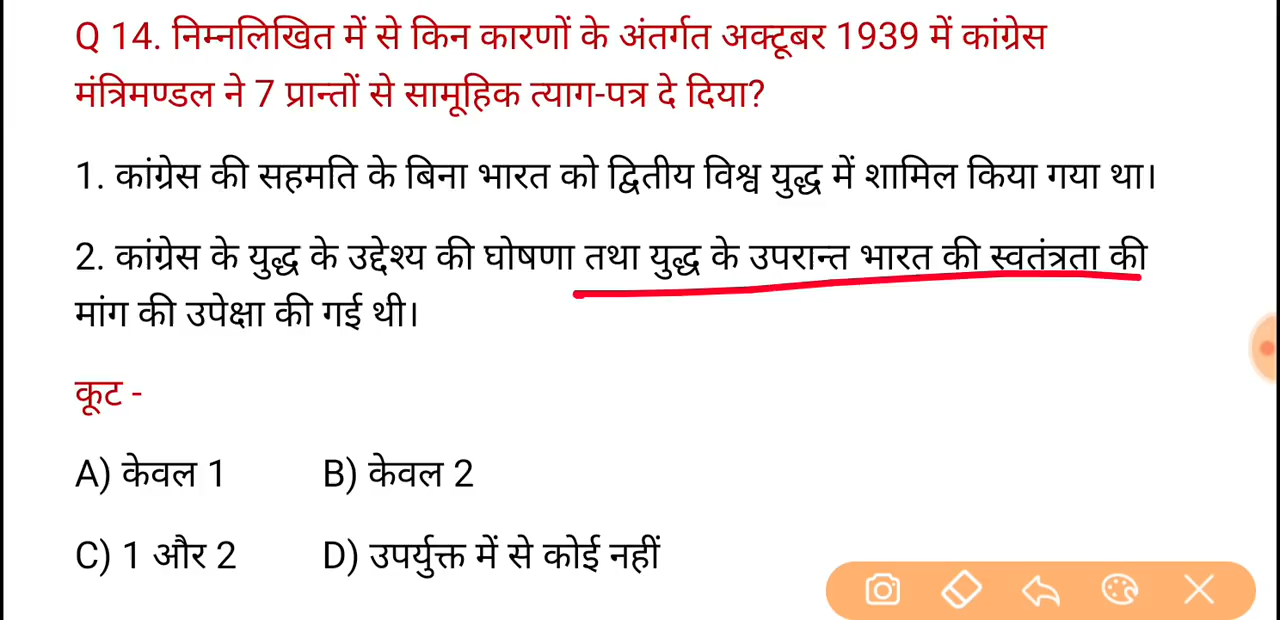 Q 14. निम्नलिखित में से किन कारणों के अंतर्गत अक्टूबर 1939 में कांग्रेस
मंत्रिमण्डल ने 7 प्रान्तों से सामूहिक त्याग-पत्र दे दिया?
1. कांग्रेस की सहमति के बिना भारत को द्वितीय विश्व युद्ध में शामिल किया गया था।
2. कांग्रेस के युद्ध के उद्देश्य की घोषणा तथा युद्ध के उपरान्त भारत की स्वतंत्रता की
मांग की उपेक्षा की गई थी।
कूट -
A) केवल 1 B) केवल 2
C) 1 और 2 D) उपर्युक्त में से कोई नहीं